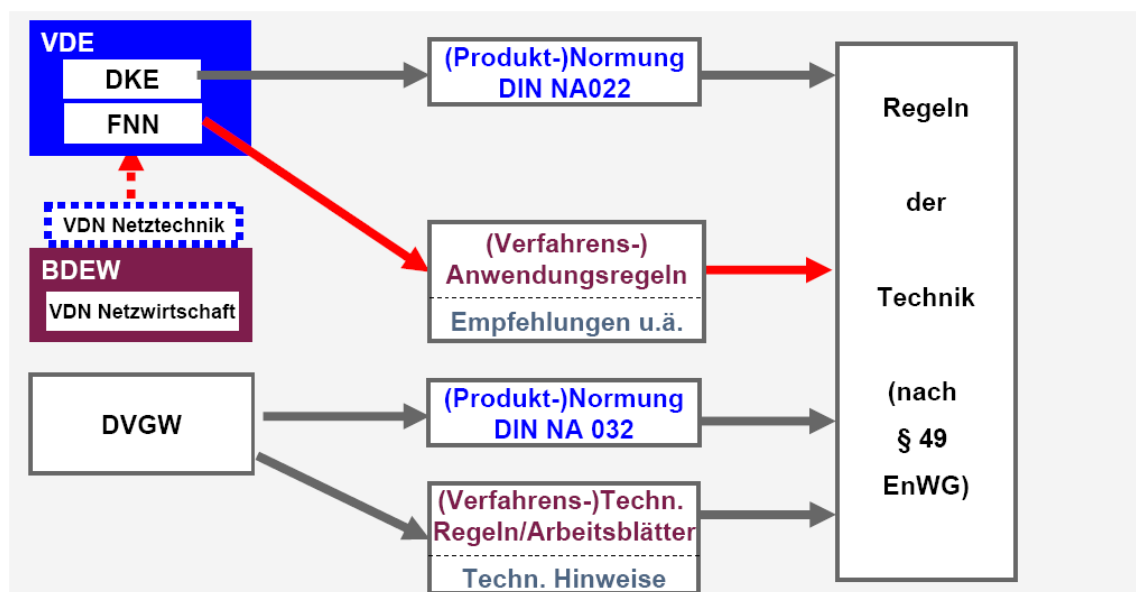 VDE
DKE
FNN
VDN Netztechnik
BDEW
VDN Netzwirtschaft
DVGW
(Produkt-)Normung
DIN NA022
(Verfahrens-)
Anwendungsregeln
Empfehlungen u.ä.
(Produkt-)Normung
DIN NA 032
(Verfahrens-)Techn.
Regeln/Arbeitsblätter
Techn. Hinweise
Regeln
der
Technik
(nach
§ 49
EnWG)